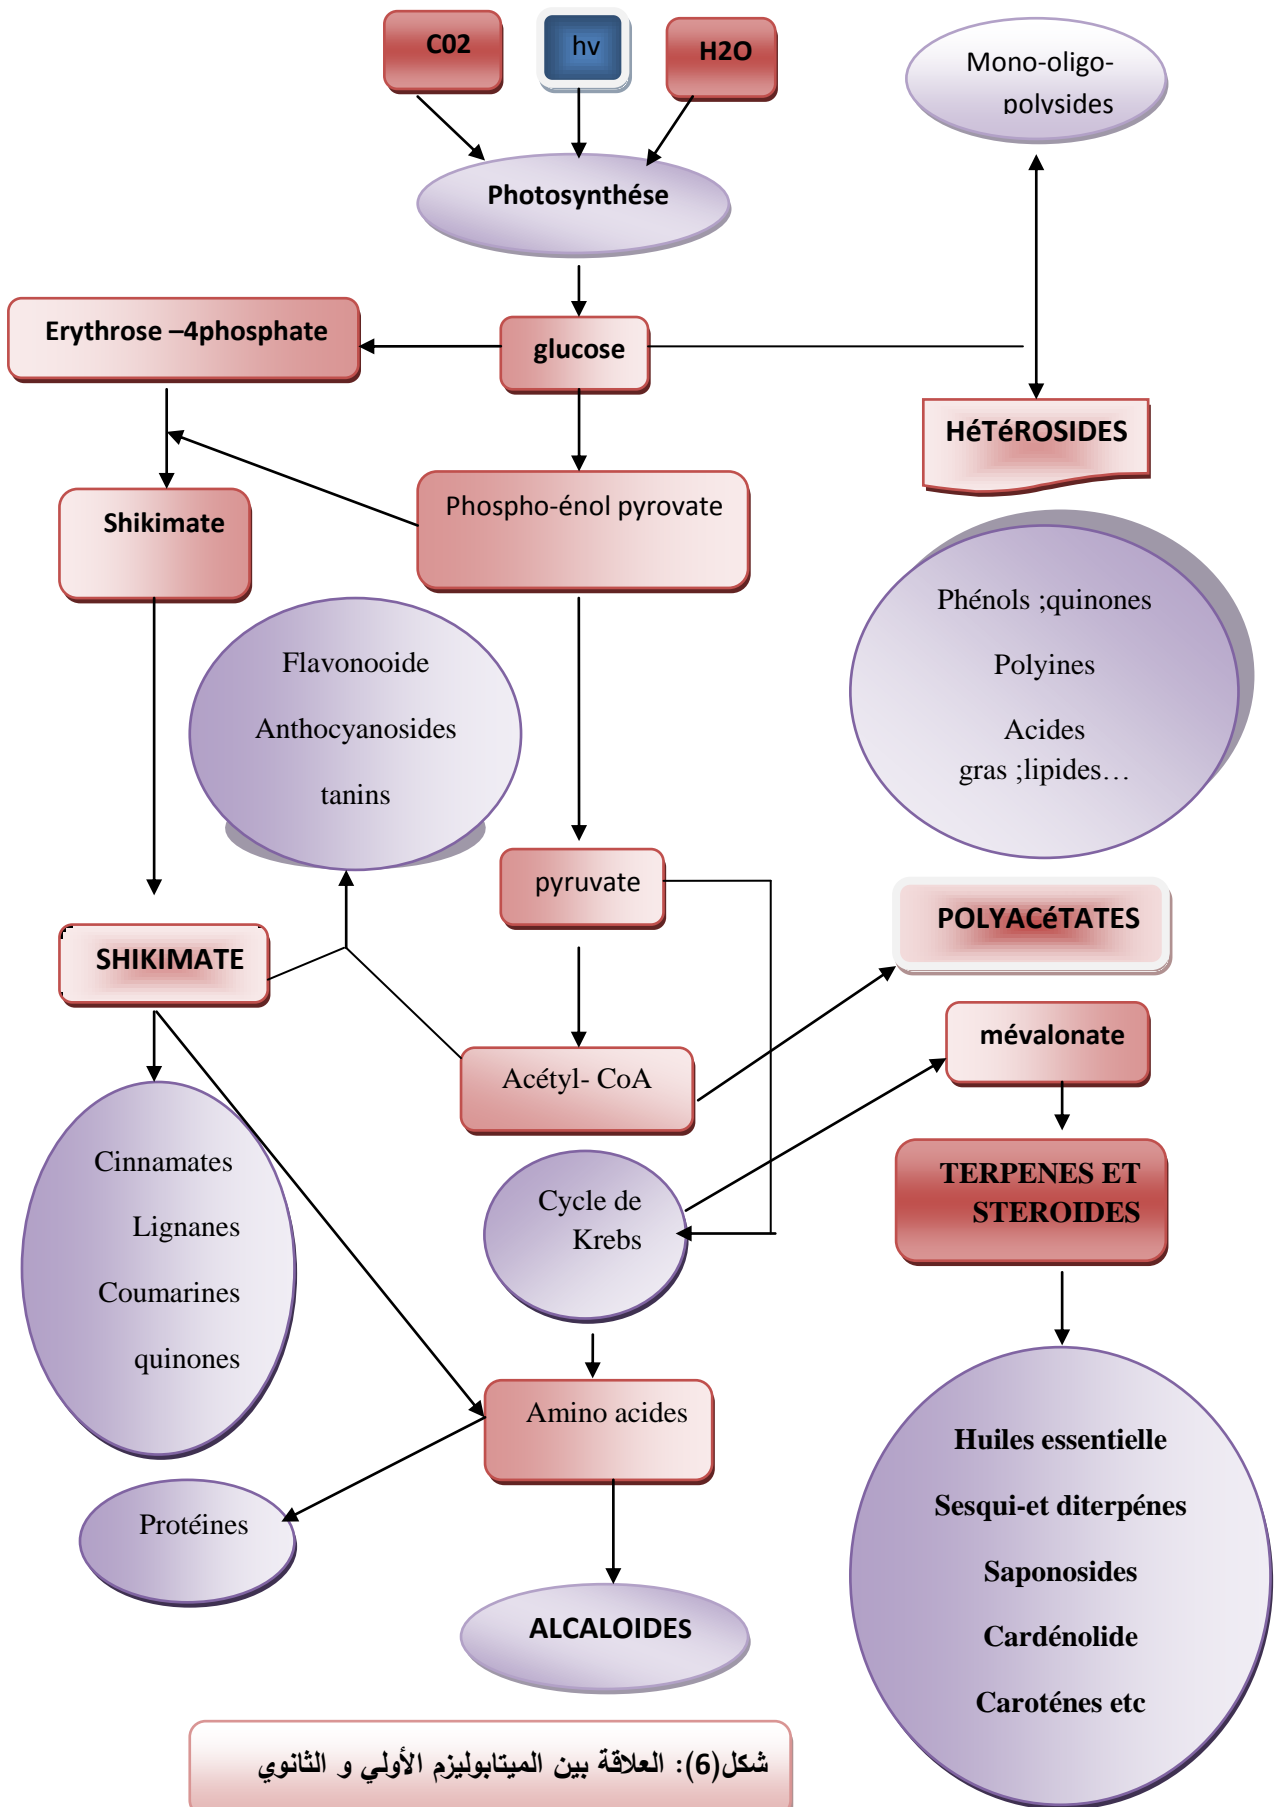 C02
hv
H2O
Mono-oligo-
polysides
Photosynthése
Erythrose –4phosphate
glucose
HéTéROSIDES
Shikimate
Phospho-énol pyrovate
Phénols ;quinones
Polyines
Acides
gras ;lipides…
Flavonooide
Anthocyanosides
tanins
pyruvate
POLYACéTATES
SHIKIMATE
mévalonate
Acétyl- CoA
TERPENES ET
STEROIDES
Cinnamates
Lignanes
Coumarines
quinones
Cycle de
Krebs
Amino acides
Huiles essentielle
Sesqui-et diterpénes
Saponosides
Cardénolide
Caroténes etc
Protéines
ALCALOIDES
شكل(6): العلاقة بين الميتابوليزم الأولي و الثانوي